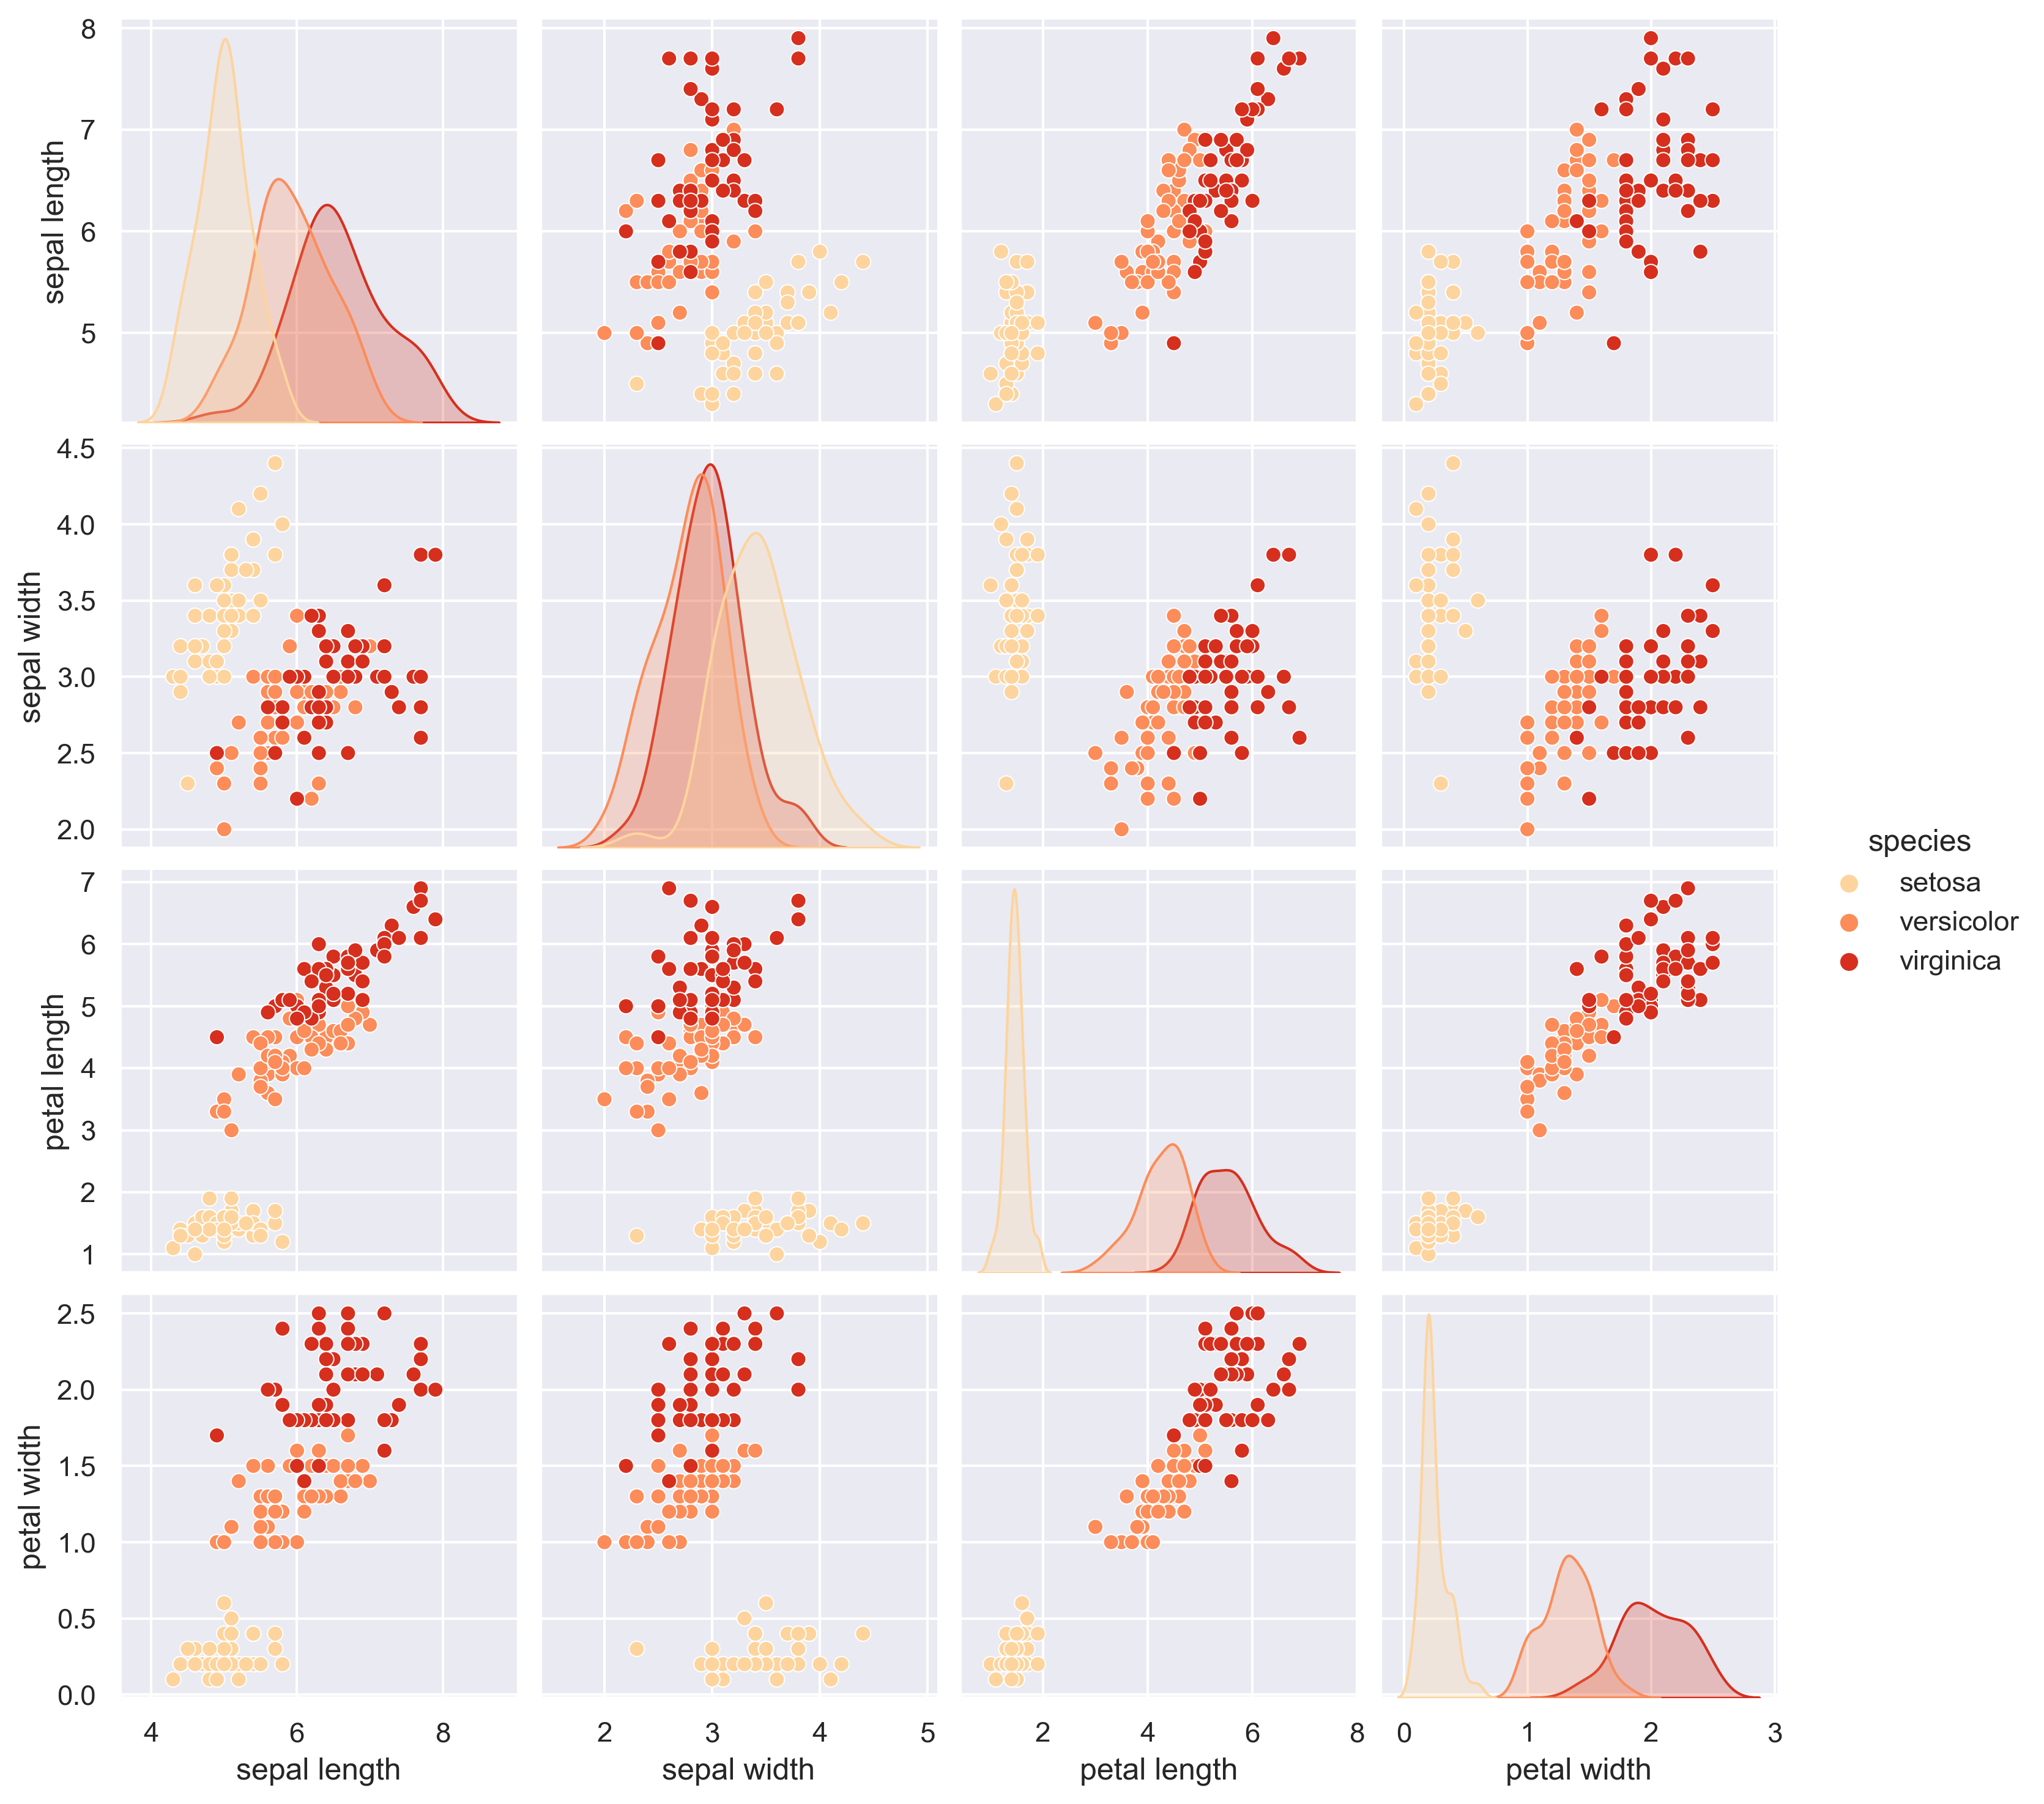 sepal length
8
7
6
5
sepal width
4.5
4.0
3.5
3.0
2.5
2.0
petal length
7
6
5
4
3
2
1
petal width
2.5
2.0
1.5
1.0
0.5
0.0
4 6 8
2 3 4 5
2 4 6 8
0 1 2 3
sepal length
sepal width
petal length
petal width
species
setosa
versicolor
virginica